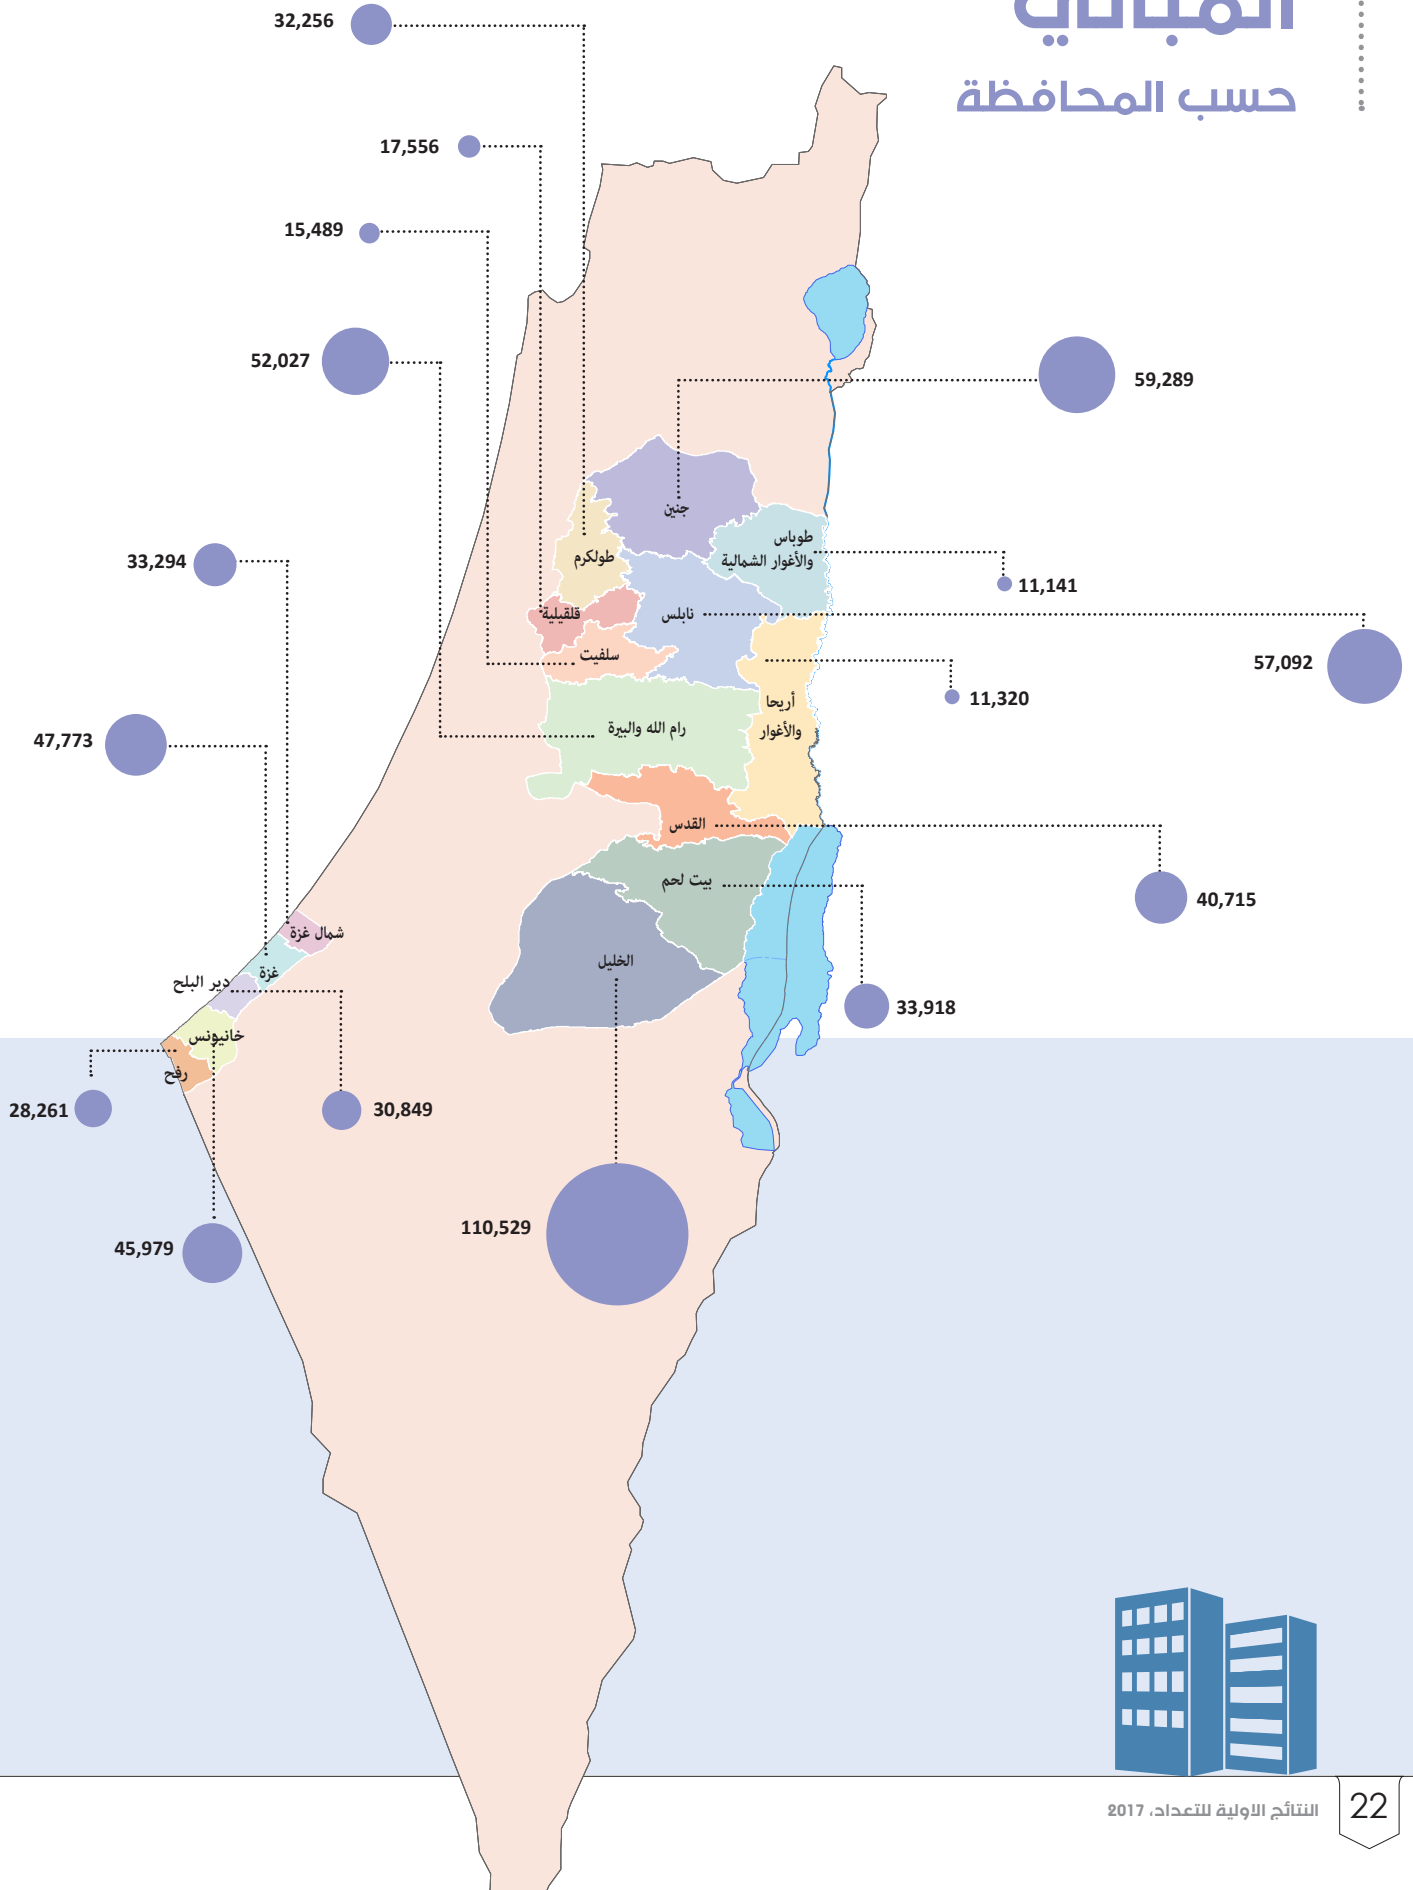 المباني
حسب المحافظة
32,256
17,556
15,489
52,027
59,289
جنين
طوباس
والأغوار الشمالية
طولكرم
33,294
11,141
قلقيلية
نابلس
سلفيت
57,092
11,320
أريحا
والأغوار
رام الله والبيرة
47,773
القدس
بيت لحم
40,715
شمال غزة
الخليل
غزة
دير البلح
33,918
خانيونس
رفح
28,261
30,849
110,529
45,979
النتائج الاولية للتعداد، 2017
22